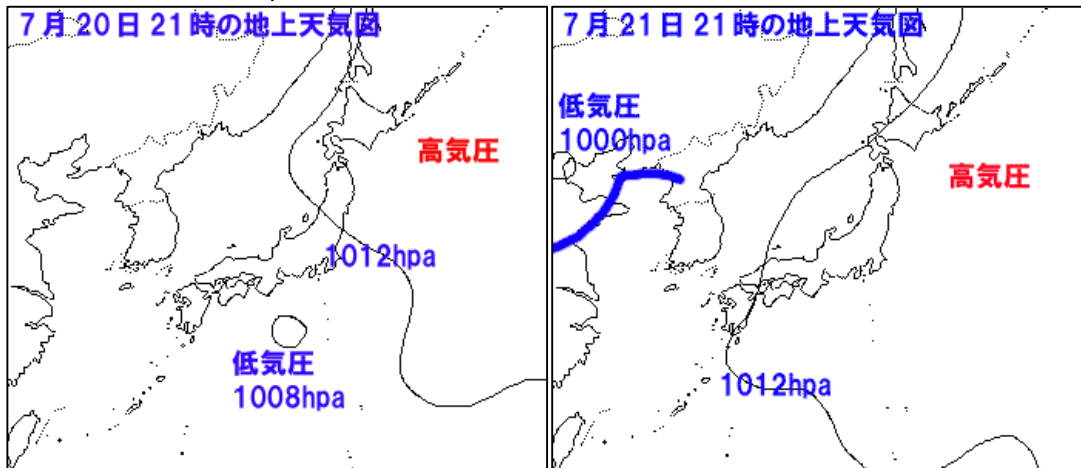 7月20日21時の地上天気図
高気圧
1012hpa
低気圧
1008hpa
7月21日21時の地上天気図
低気圧
1000hpa
高気圧
1012hpa